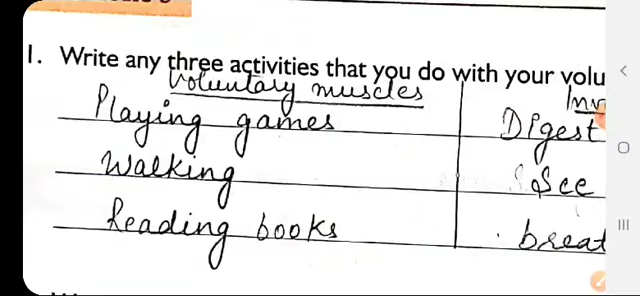 1. Write any three activities that you do with your volu
Voluntary muscles Inv
Playing games Digest
Walking See
Reading books breat